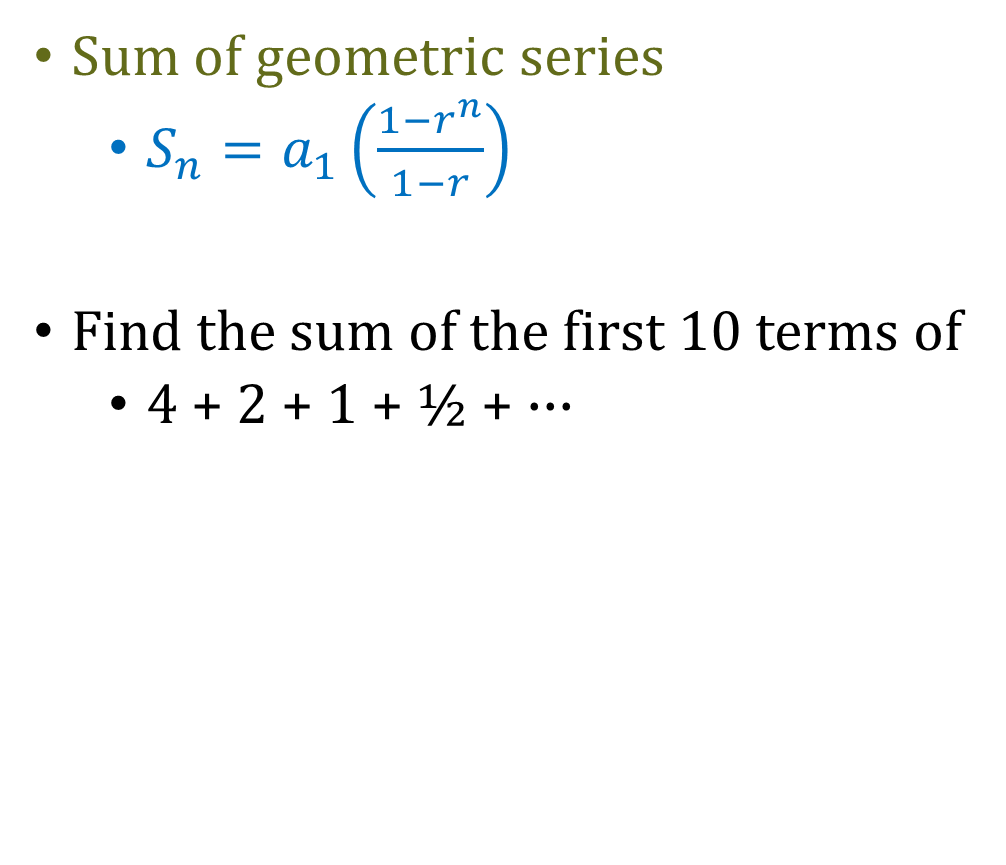 • Sum of geometric series
• Sₙ = a₁ ((1−rⁿ)/(1−r))
• Find the sum of the first 10 terms of
• 4 + 2 + 1 + ½ + ⋯